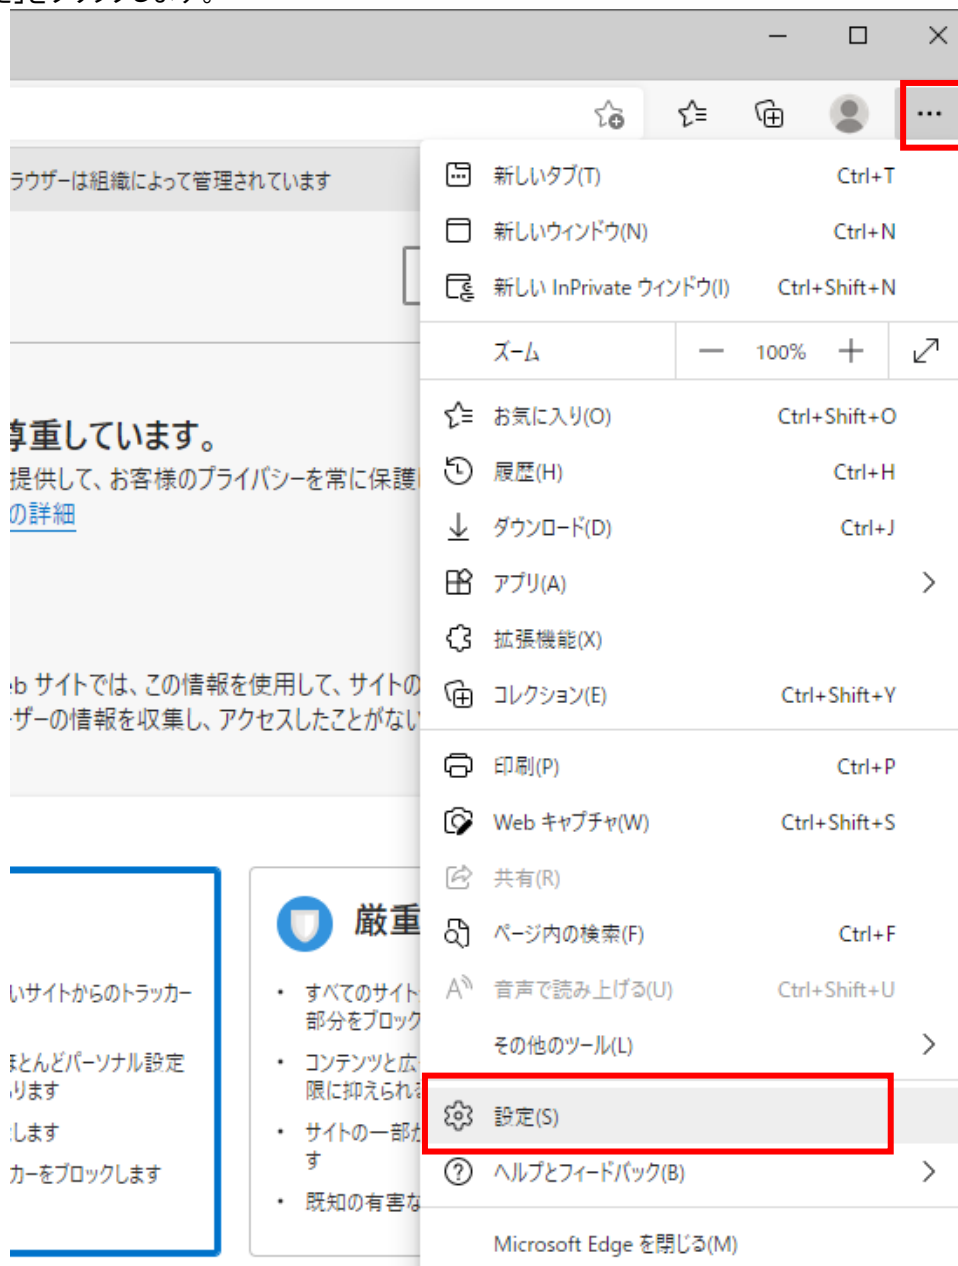 をクリックします。
ラウザーは組織によって管理されています
新しいタブ(T) Ctrl+T
新しいウィンドウ(N) Ctrl+N
新しい InPrivate ウィンドウ(I) Ctrl+Shift+N
ズーム 100%
お気に入り(O) Ctrl+Shift+O
尊重しています。
履歴(H) Ctrl+H
提供して、お客様のプライバシーを常に保護
の詳細
ダウンロード(D) Ctrl+J
アプリ(A)
拡張機能(X)
eb サイトでは、この情報を使用して、サイトの
コレクション(E) Ctrl+Shift+Y
ーザーの情報を収集し、アクセスしたことがない
印刷(P) Ctrl+P
Web キャプチャ(W) Ctrl+Shift+S
共有(R)
厳重
ページ内の検索(F) Ctrl+F
音声で読み上げる(U) Ctrl+Shift+U
いサイトからのトラッカー
• すべてのサイト
部分をブロック
その他のツール(L)
ほとんどパーソナル設定
ります
• コンテンツと広
限に抑えられ
設定(S)
します
• サイトの一部が
す
カーをブロックします
ヘルプとフィードバック(B)
• 既知の有害な
Microsoft Edge を閉じる(M)